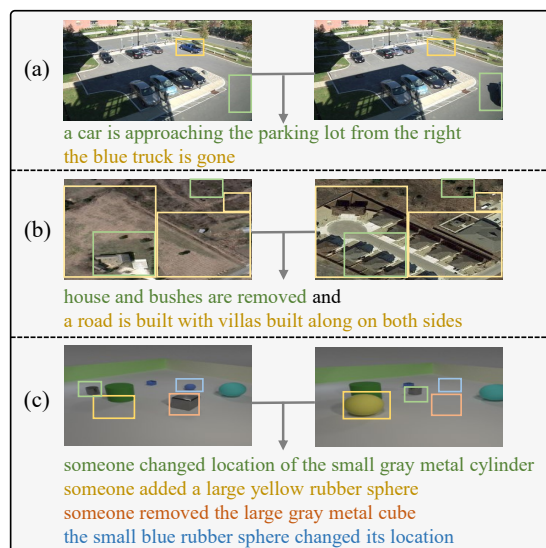 (a)
a car is approaching the parking lot from the right
the blue truck is gone
(b)
house and bushes are removed and
a road is built with villas built along on both sides
(c)
someone changed location of the small gray metal cylinder
someone added a large yellow rubber sphere
someone removed the large gray metal cube
the small blue rubber sphere changed its location